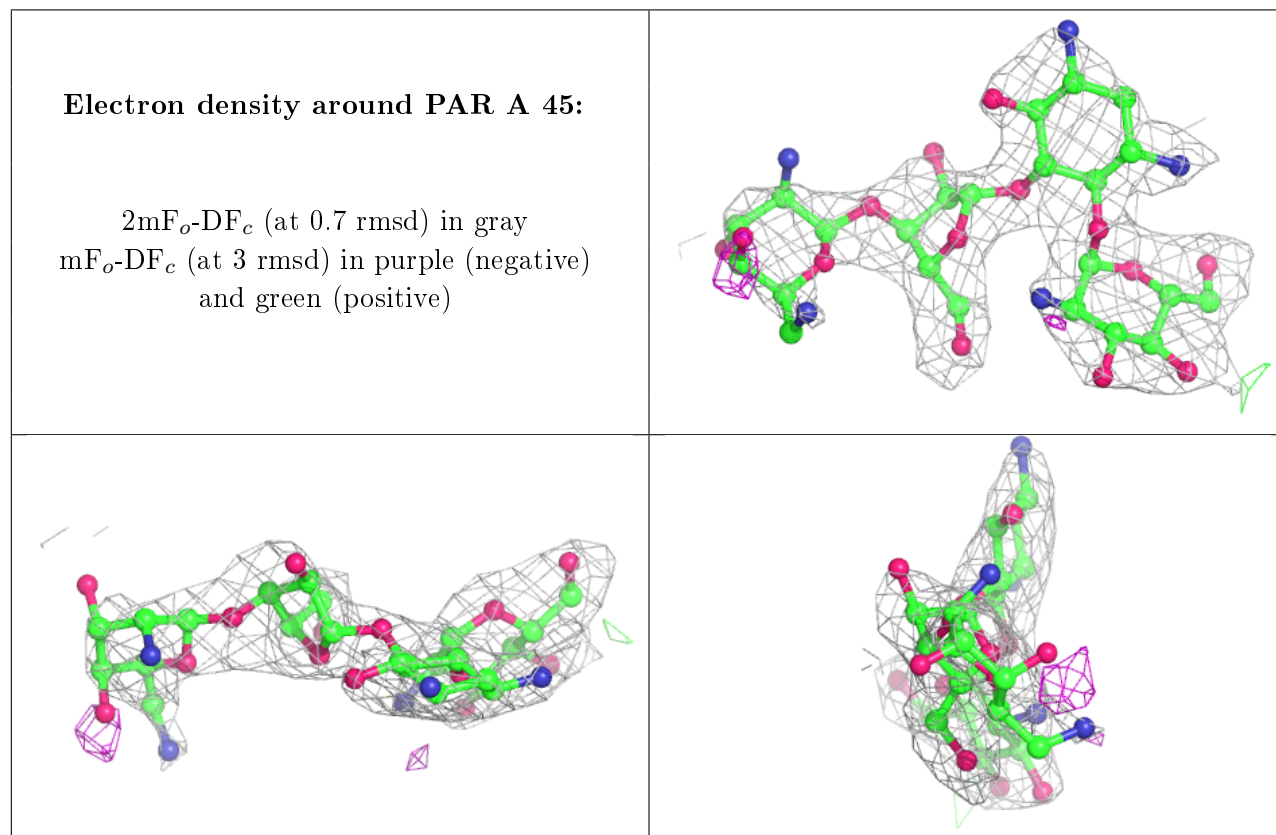 Electron density around PAR A 45:
2mFₒ-DF𝒸 (at 0.7 rmsd) in gray
mFₒ-DF𝒸 (at 3 rmsd) in purple (negative)
and green (positive)